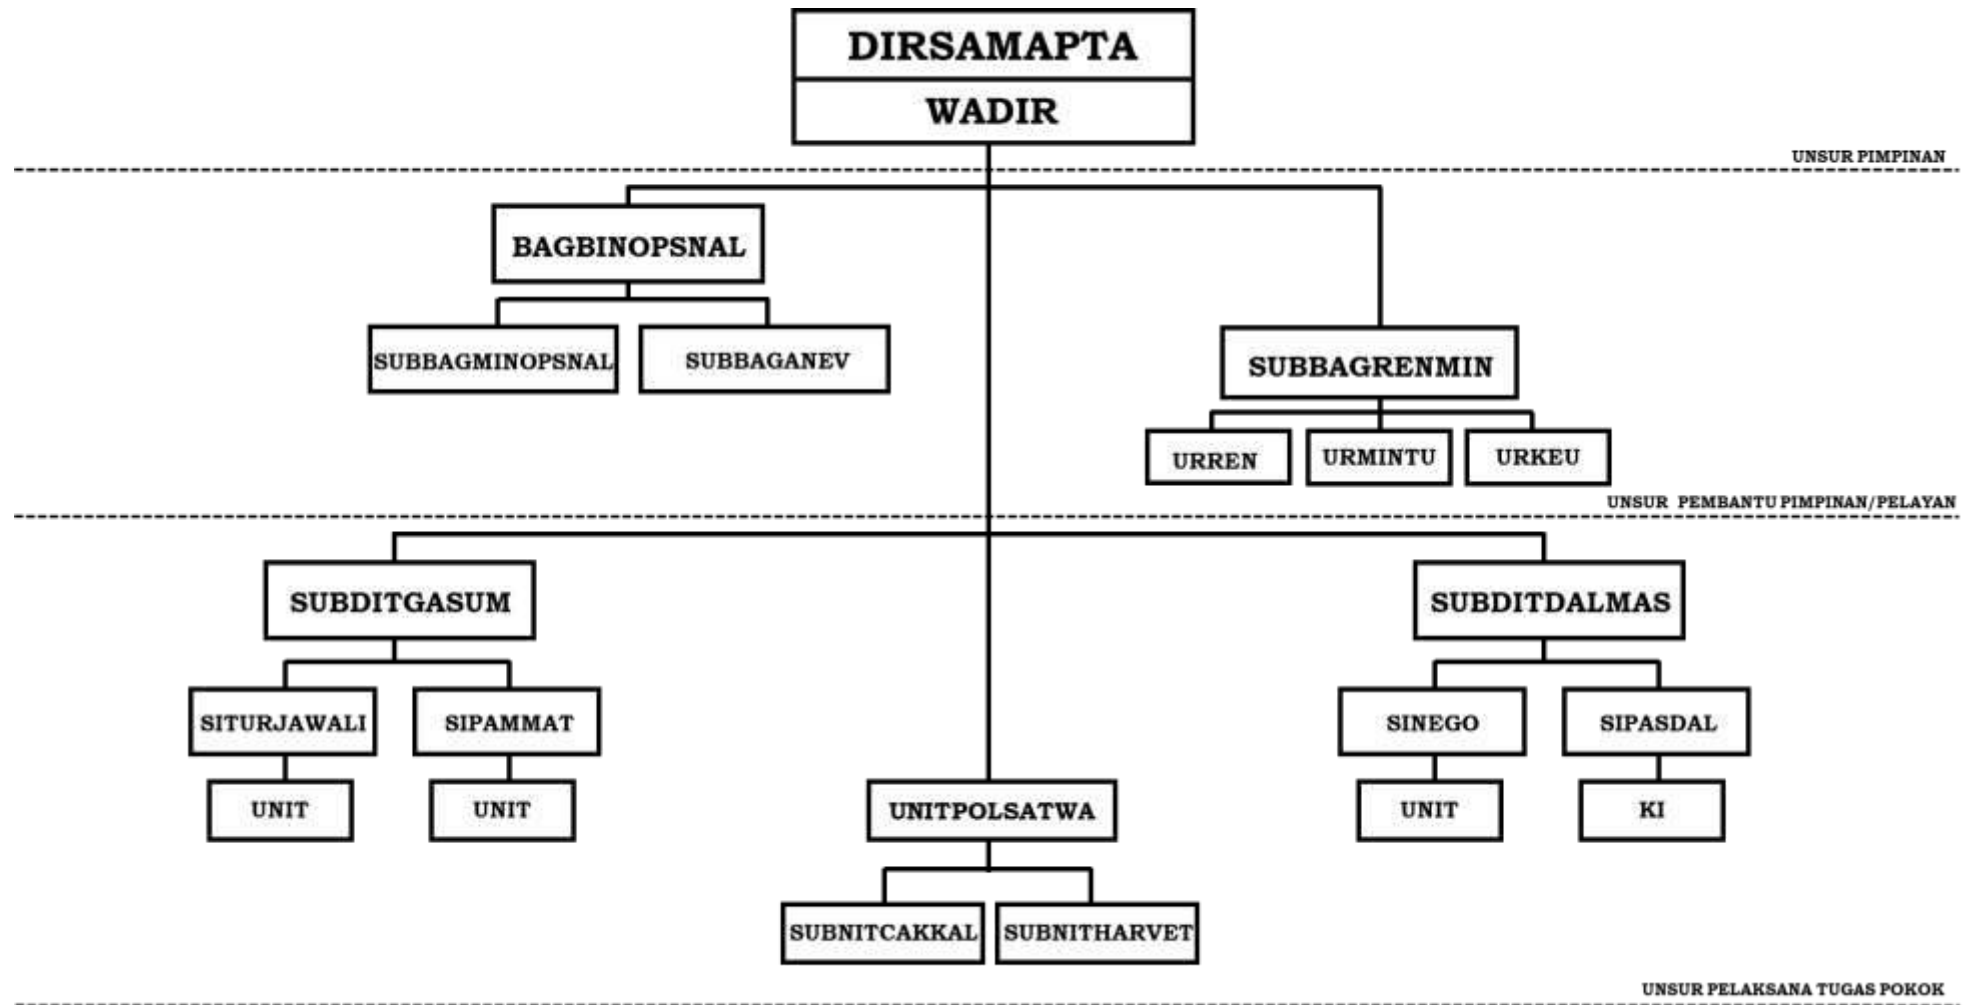 DIRSAMAPTA
WADIR
UNSUR PIMPINAN
BAGBINOPSNAL
SUBBAGMINOPSNAL
SUBBAGANEV
SUBBAGRENMIN
URREN
URMINTU
URKEU
UNSUR PEMBANTU PIMPINAN/PELAYAN
SUBDITGASUM
SUBDITDALMAS
SITURJAWALI
SIPAMMAT
SINEGO
SIPASDAL
UNIT
UNIT
UNITPOLSATWA
UNIT
KI
SUBNITCAKKAL
SUBNITHARVET
UNSUR PELAKSANA TUGAS POKOK